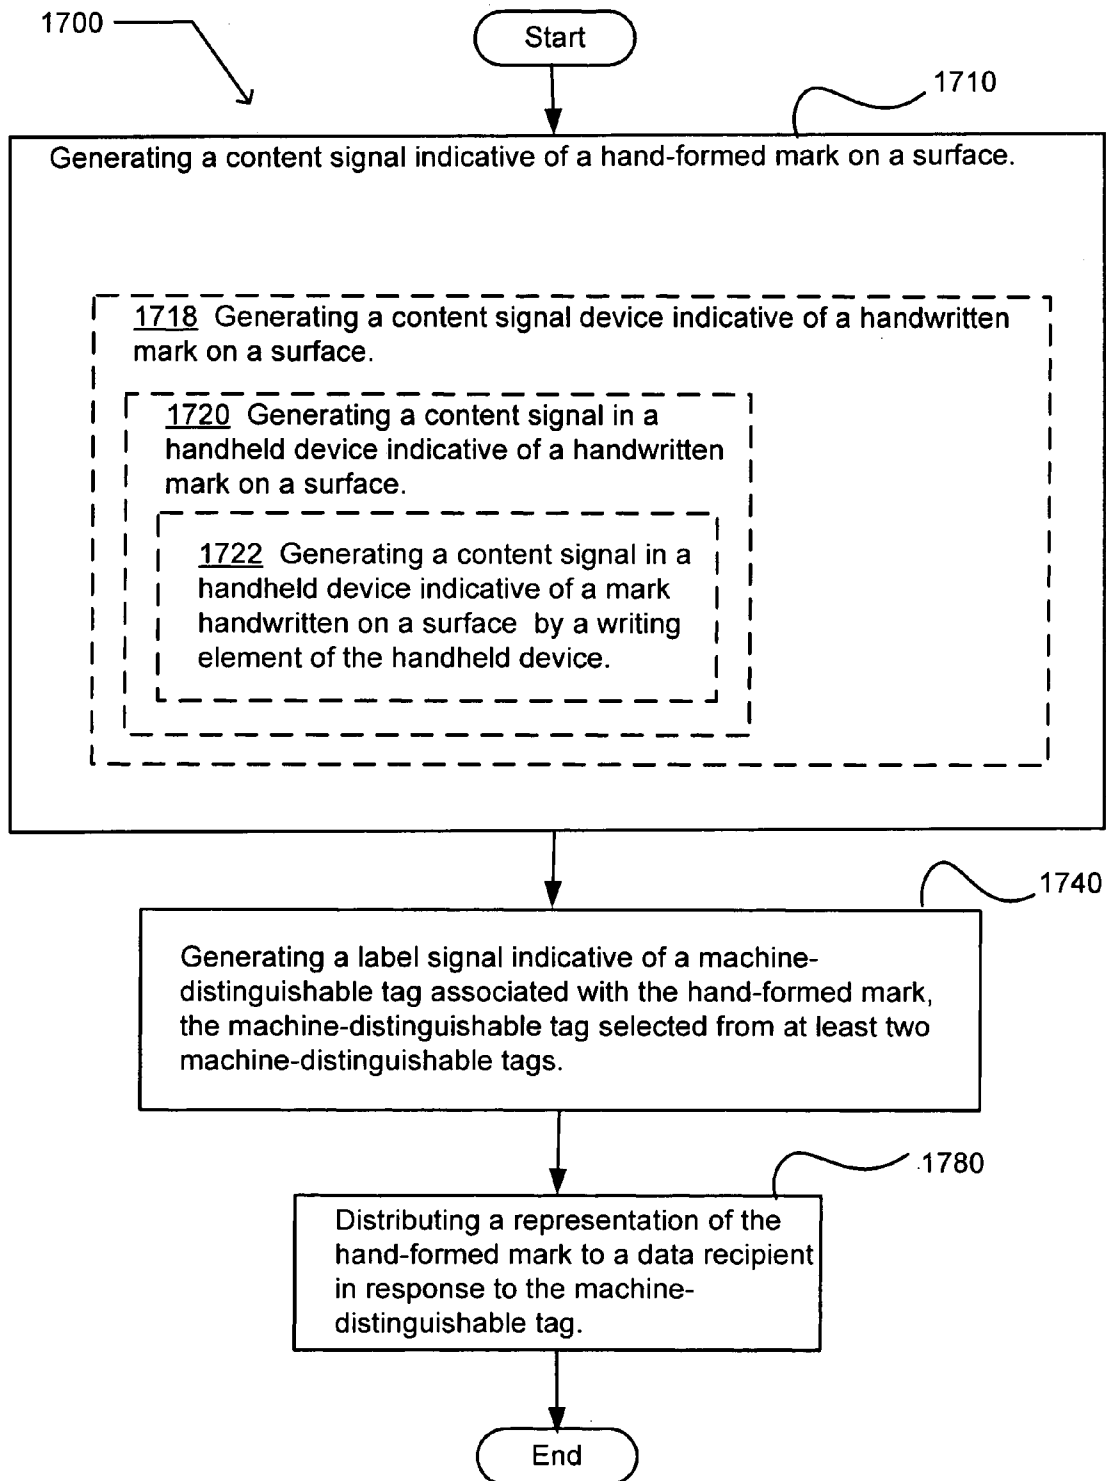 1700
Start
1710
Generating a content signal indicative of a hand-formed mark on a surface.
1718 Generating a content signal device indicative of a handwritten
mark on a surface.
1720 Generating a content signal in a
handheld device indicative of a handwritten
mark on a surface.
1722 Generating a content signal in a
handheld device indicative of a mark
handwritten on a surface by a writing
element of the handheld device.
1740
Generating a label signal indicative of a machine-
distinguishable tag associated with the hand-formed mark,
the machine-distinguishable tag selected from at least two
machine-distinguishable tags.
1780
Distributing a representation of the
hand-formed mark to a data recipient
in response to the machine-
distinguishable tag.
End